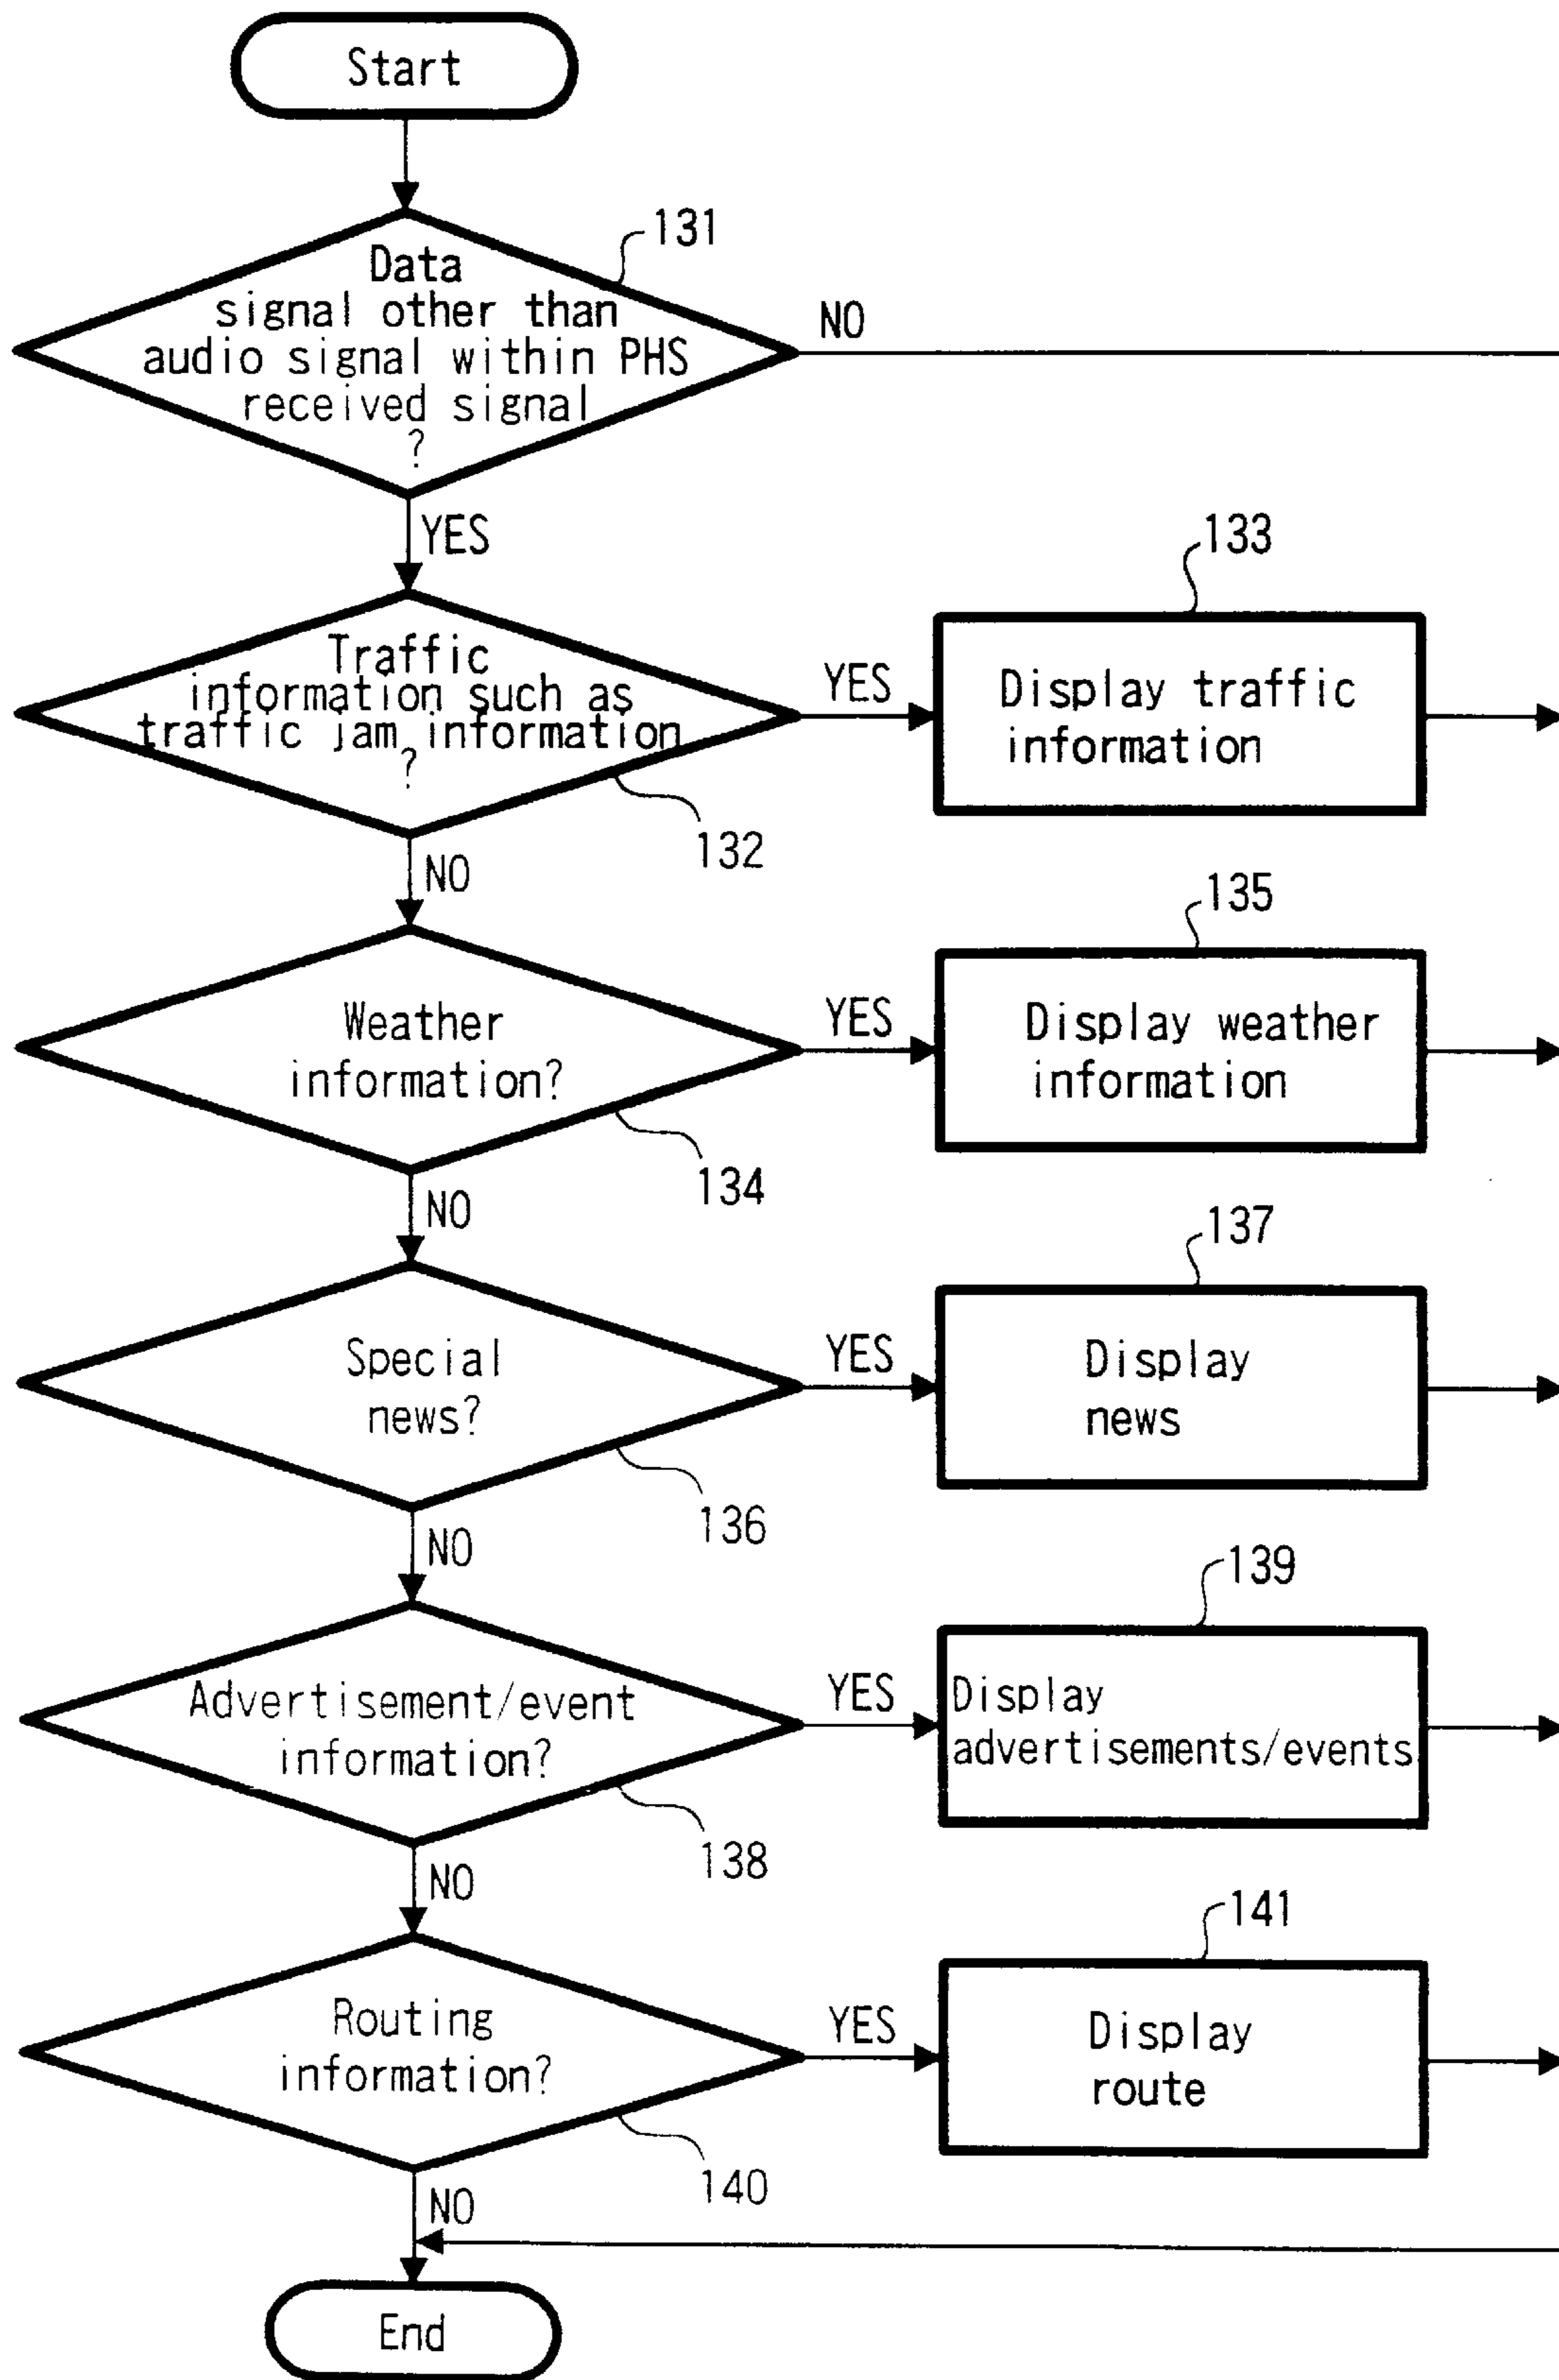 Start
131
Data
signal other than
audio signal within PHS
received signal
?
NO
YES
133
Traffic
information such as
traffic jam information
?
YES
Display traffic
information
132
NO
135
Weather
information?
YES
Display weather
information
134
NO
137
Special
news?
YES
Display
news
136
NO
139
Advertisement/event
information?
YES
Display
advertisements/events
138
NO
141
Routing
information?
YES
Display
route
140
NO
End